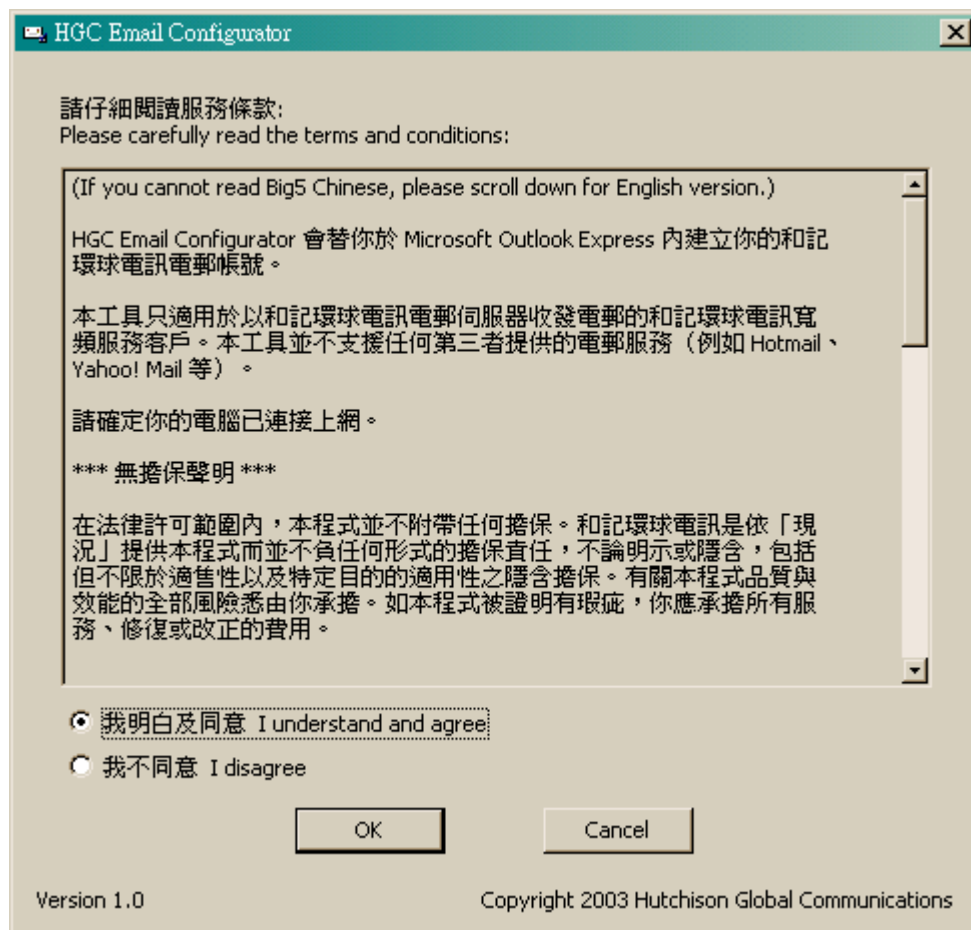 HGC Email Configurator
請仔細閱讀服務條款:
Please carefully read the terms and conditions:
(If you cannot read Big5 Chinese, please scroll down for English version.)
HGC Email Configurator 會替你於 Microsoft Outlook Express 內建立你的和記
環球電訊電郵帳號。
本工具只適用於以和記環球電訊電郵伺服器收發電郵的和記環球電訊寬
頻服務客戶。本工具並不支援任何第三者提供的電郵服務（例如 Hotmail、
Yahoo! Mail 等）。
請確定你的電腦已連接上網。
*** 無擔保聲明 ***
在法律許可範圍內，本程式並不附帶任何擔保。和記環球電訊是依「現
況」提供本程式而並不負任何形式的擔保責任，不論明示或隱含，包括
但不限於適售性以及特定目的的適用性之隱含擔保。有關本程式品質與
效能的全部風險悉由你承擔。如本程式被證明有瑕疵，你應承擔所有服
務、修復或改正的費用。
我明白及同意 I understand and agree
我不同意 I disagree
OK Cancel
Version 1.0 Copyright 2003 Hutchison Global Communications